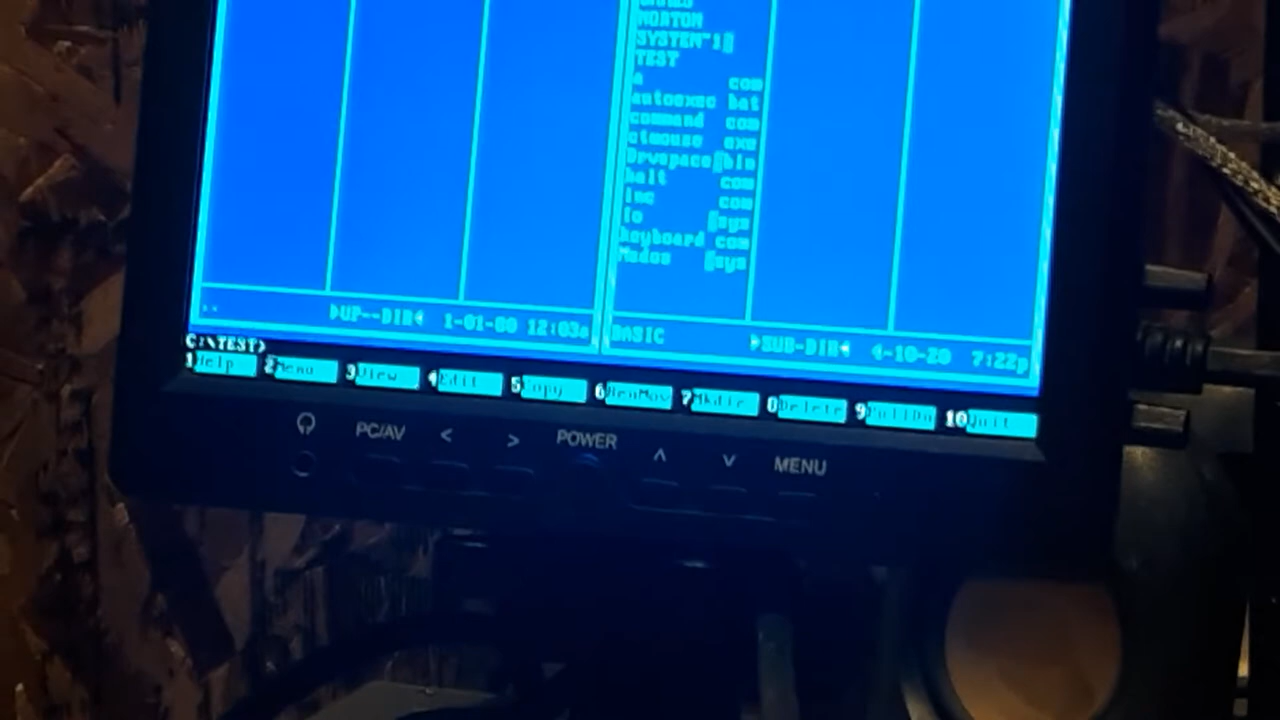 NORTON
SYSTEM~1
TEST
a com
autoexec bat
command com
ctmouse exe
Drvspace bin
halt com
Io sys
keyboard com
Msdos sys
.. ►UP--DIR◄ 1-01-80 12:03a
BASIC ►SUB-DIR◄ 4-10-20 7:22p
C:\TEST>
1Help 2Menu 3View 4Edit 5Copy 6RenMov 7Mkdir 8Delete 9PullDn 10Quit
PC/AV < > POWER ∧ ∨ MENU